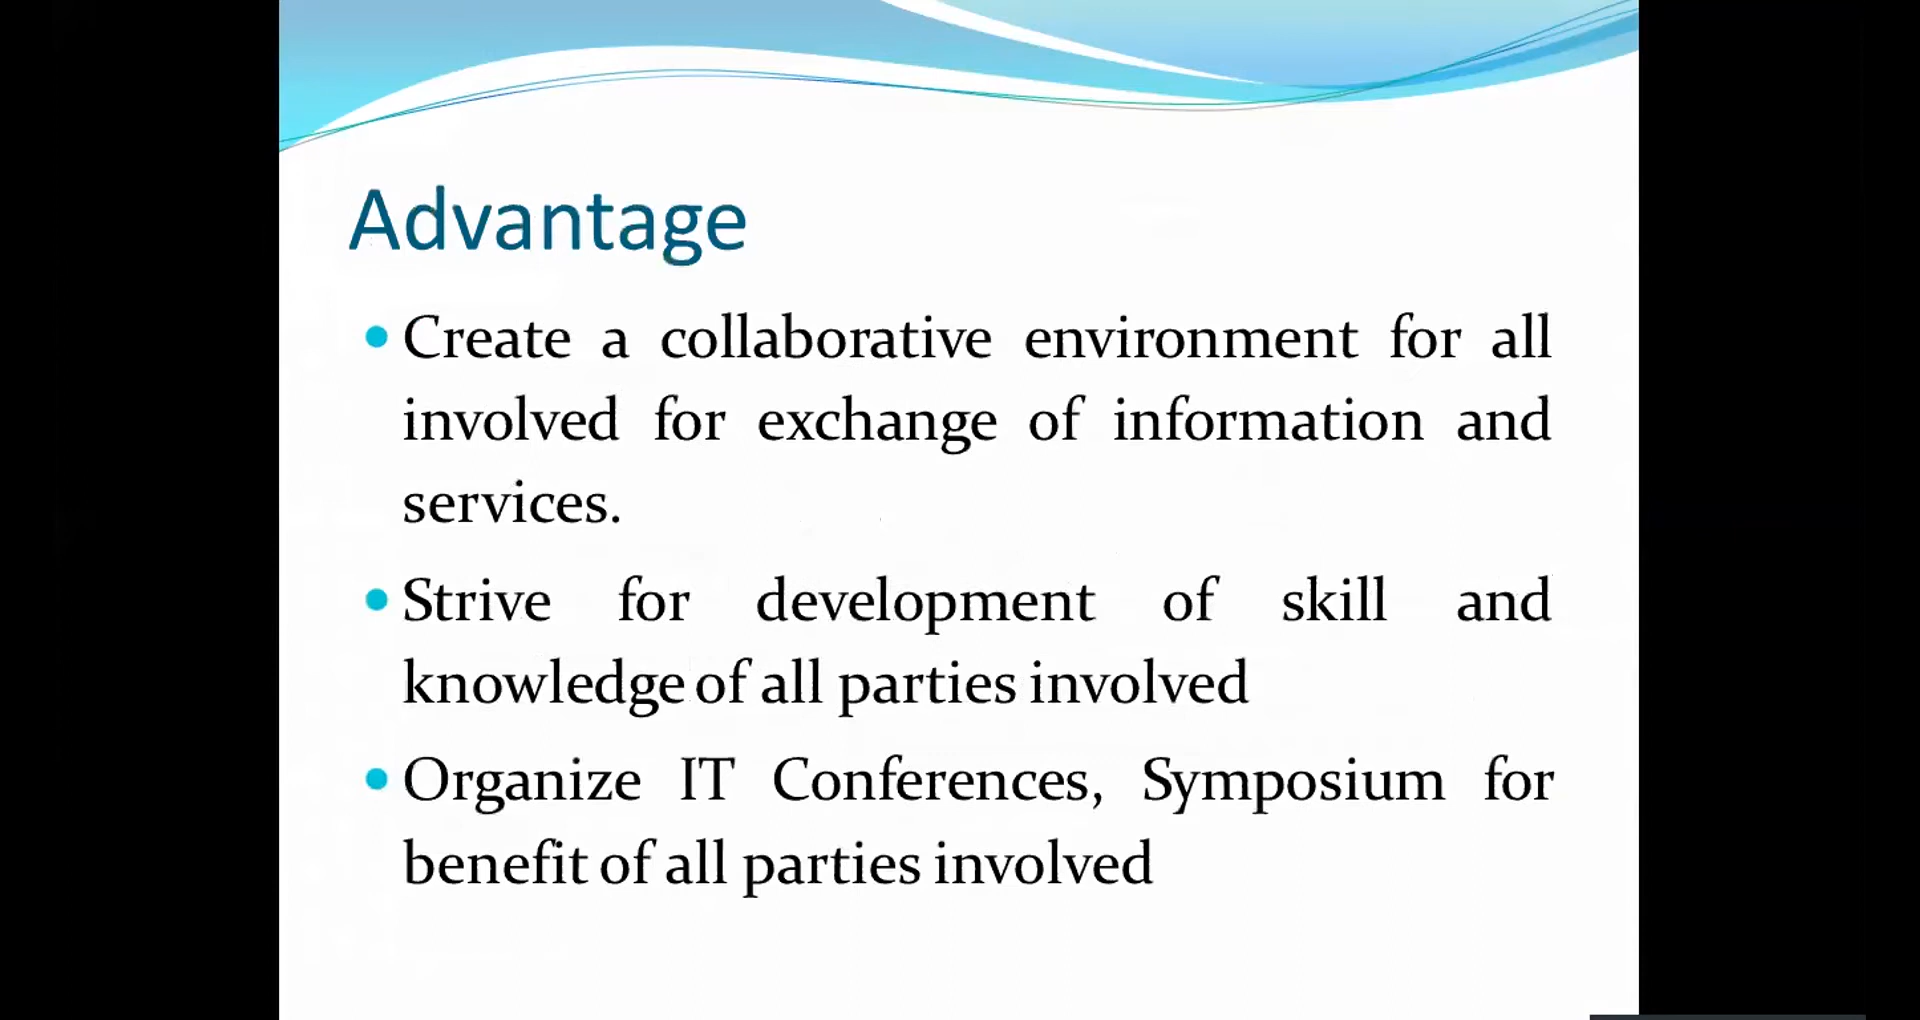 Advantage
Create a collaborative environment for all
involved for exchange of information and
services.
Strive for development of skill and
knowledge of all parties involved
Organize IT Conferences, Symposium for
benefit of all parties involved